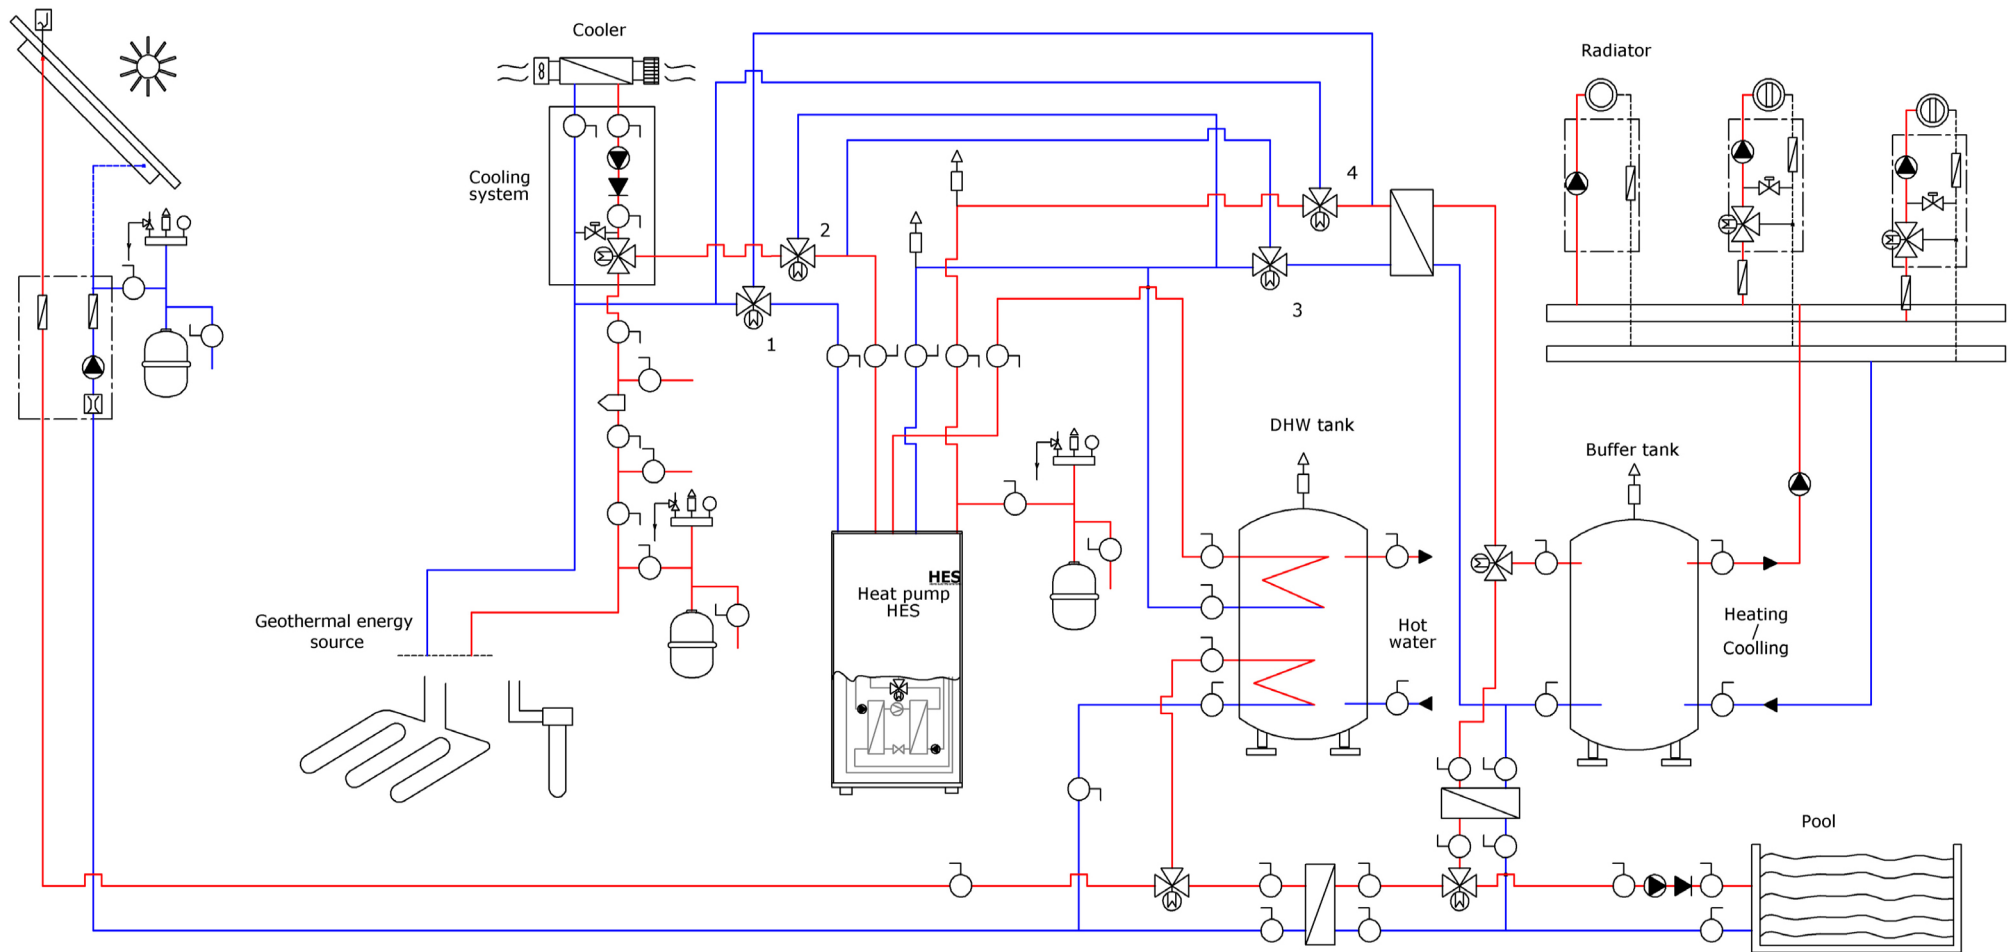 Cooler
Radiator
Cooling
system
4
2
3
1
DHW tank
Buffer tank
HES
Heat pump
HES
Geothermal energy
source
Hot
water
Heating
/
Coolling
Pool